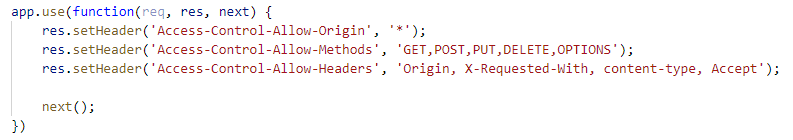 app.use(function(req, res, next) {
    res.setHeader('Access-Control-Allow-Origin', '*');
    res.setHeader('Access-Control-Allow-Methods', 'GET,POST,PUT,DELETE,OPTIONS');
    res.setHeader('Access-Control-Allow-Headers', 'Origin, X-Requested-With, content-type, Accept');
    next();
})